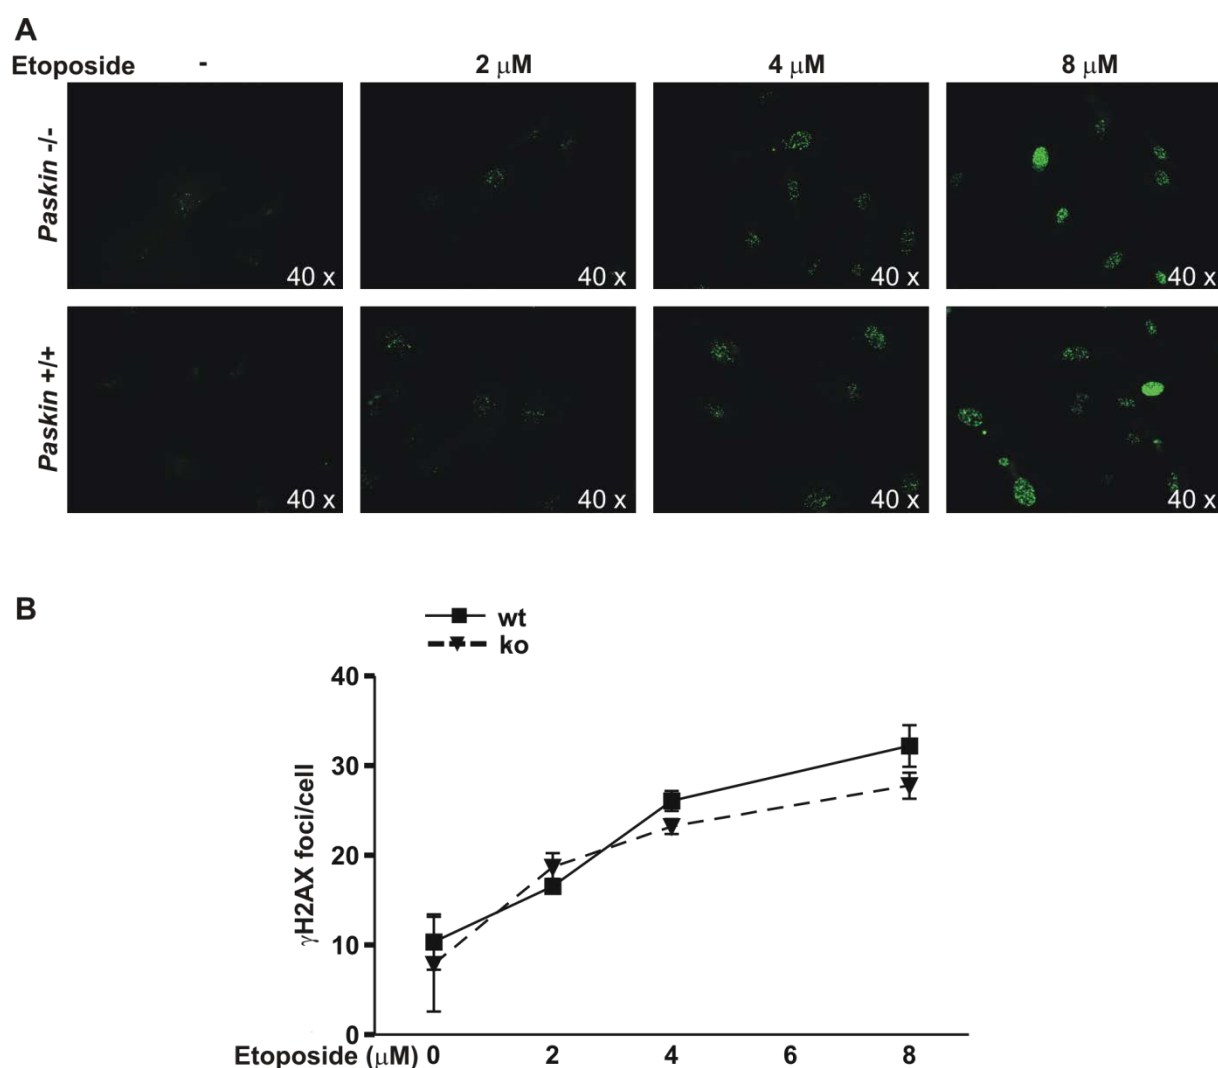 A
Etoposide - 2 μM 4 μM 8 μM
Paskin -/-
40 x 40 x 40 x 40 x
Paskin +/+
40 x 40 x 40 x 40 x
B
wt
ko
γH2AX foci/cell
40
30
20
10
0
Etoposide (μM) 0 2 4 6 8